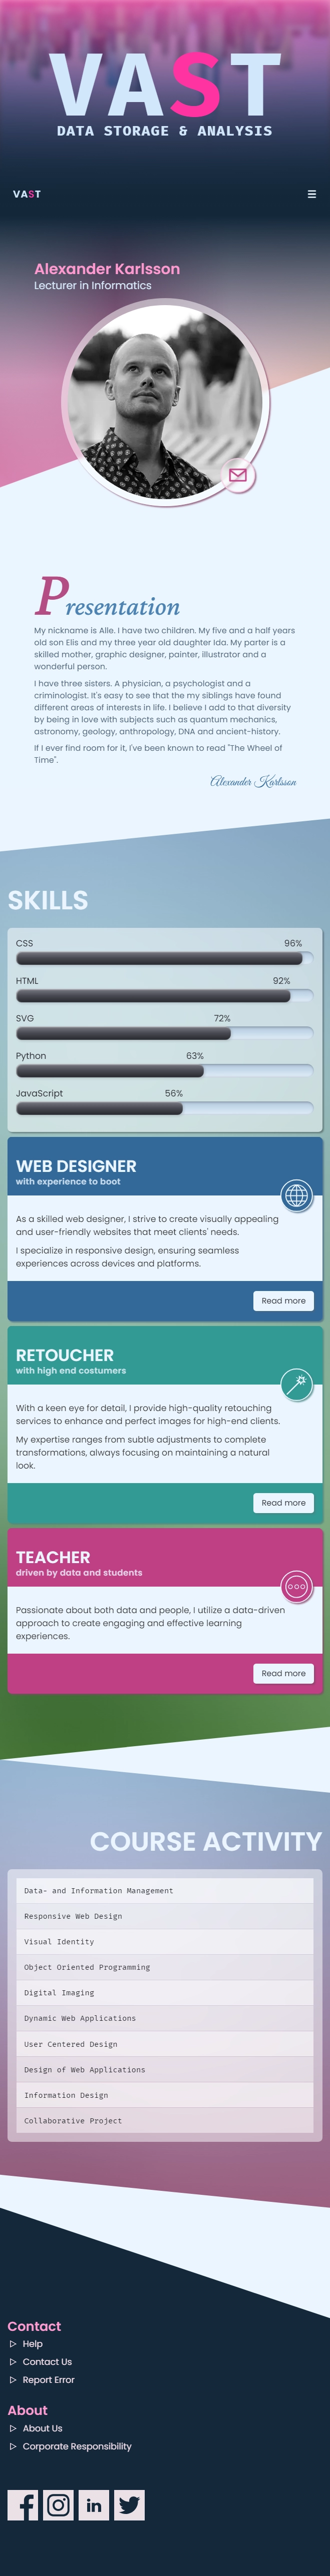 VAST
DATA STORAGE & ANALYSIS
VAST
Alexander Karlsson
Lecturer in Informatics
Presentation
My nickname is Alle. I have two children. My five and a half years
old son Elis and my three year old daughter Ida. My parter is a
skilled mother, graphic designer, painter, illustrator and a
wonderful person.
I have three sisters. A physician, a psychologist and a
criminologist. It's easy to see that the my siblings have found
different areas of interests in life. I believe I add to that diversity
by being in love with subjects such as quantum mechanics,
astronomy, geology, anthropology, DNA and ancient-history.
If I ever find room for it, I've been known to read "The Wheel of
Time".
Alexander Karlsson
SKILLS
CSS 96%
HTML 92%
SVG 72%
Python 63%
JavaScript 56%
WEB DESIGNER
with experience to boot
As a skilled web designer, I strive to create visually appealing
and user-friendly websites that meet clients' needs.
I specialize in responsive design, ensuring seamless
experiences across devices and platforms.
Read more
RETOUCHER
with high end costumers
With a keen eye for detail, I provide high-quality retouching
services to enhance and perfect images for high-end clients.
My expertise ranges from subtle adjustments to complete
transformations, always focusing on maintaining a natural
look.
Read more
TEACHER
driven by data and students
Passionate about both data and people, I utilize a data-driven
approach to create engaging and effective learning
experiences.
Read more
COURSE ACTIVITY
Data- and Information Management
Responsive Web Design
Visual Identity
Object Oriented Programming
Digital Imaging
Dynamic Web Applications
User Centered Design
Design of Web Applications
Information Design
Collaborative Project
Contact
Help
Contact Us
Report Error
About
About Us
Corporate Responsibility
in